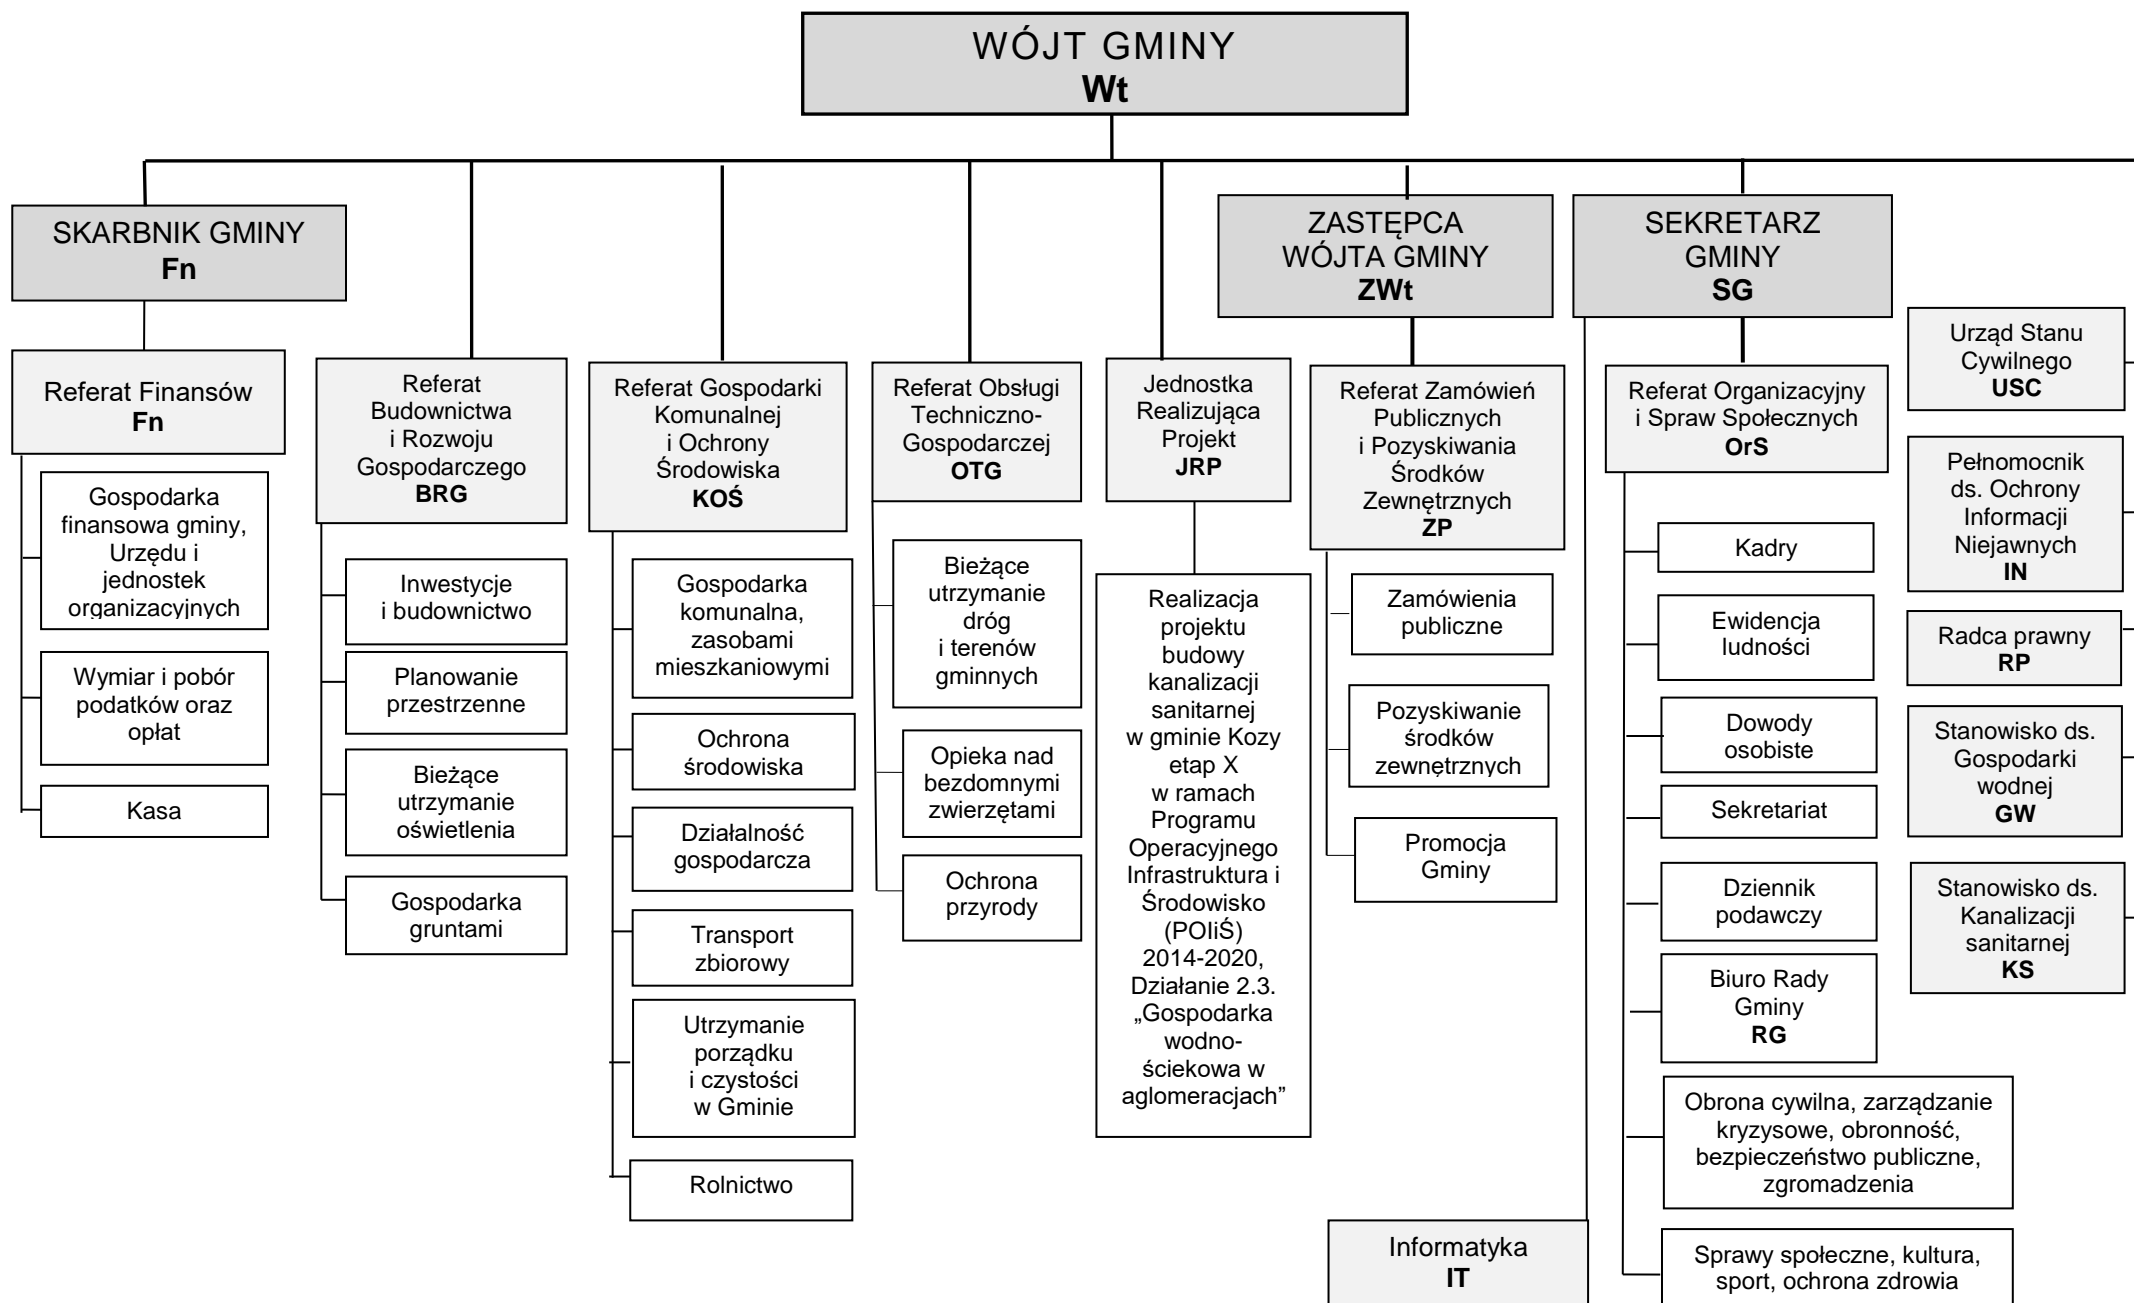 WÓJT GMINY
Wt
SKARBNIK GMINY
Fn
Referat Finansów
Fn
Gospodarka
finansowa gminy,
Urzędu i
jednostek
organizacyjnych
Wymiar i pobór
podatków oraz
opłat
Kasa
Referat
Budownictwa
i Rozwoju
Gospodarczego
BRG
Inwestycje
i budownictwo
Planowanie
przestrzenne
Bieżące
utrzymanie
oświetlenia
Gospodarka
gruntami
Referat Gospodarki
Komunalnej
i Ochrony
Środowiska
KOŚ
Gospodarka
komunalna,
zasobami
mieszkaniowymi
Ochrona
środowiska
Działalność
gospodarcza
Transport
zbiorowy
Utrzymanie
porządku
i czystości
w Gminie
Rolnictwo
Referat Obsługi
Techniczno-
Gospodarczej
OTG
Bieżące
utrzymanie
dróg
i terenów
gminnych
Opieka nad
bezdomnymi
zwierzętami
Ochrona
przyrody
Jednostka
Realizująca
Projekt
JRP
Realizacja
projektu
budowy
kanalizacji
sanitarnej
w gminie Kozy
etap X
w ramach
Programu
Operacyjnego
Infrastruktura i
Środowisko
(POIiŚ)
2014-2020,
Działanie 2.3.
„Gospodarka
wodno-
ściekowa w
aglomeracjach”
ZASTĘPCA
WÓJTA GMINY
ZWt
Referat Zamówień
Publicznych
i Pozyskiwania
Środków
Zewnętrznych
ZP
Zamówienia
publiczne
Pozyskiwanie
środków
zewnętrznych
Promocja
Gminy
SEKRETARZ
GMINY
SG
Informatyka
IT
Referat Organizacyjny
i Spraw Społecznych
OrS
Kadry
Ewidencja
ludności
Dowody
osobiste
Sekretariat
Dziennik
podawczy
Biuro Rady
Gminy
RG
Obrona cywilna, zarządzanie
kryzysowe, obronność,
bezpieczeństwo publiczne,
zgromadzenia
Sprawy społeczne, kultura,
sport, ochrona zdrowia
Urząd Stanu
Cywilnego
USC
Pełnomocnik
ds. Ochrony
Informacji
Niejawnych
IN
Radca prawny
RP
Stanowisko ds.
Gospodarki
wodnej
GW
Stanowisko ds.
Kanalizacji
sanitarnej
KS